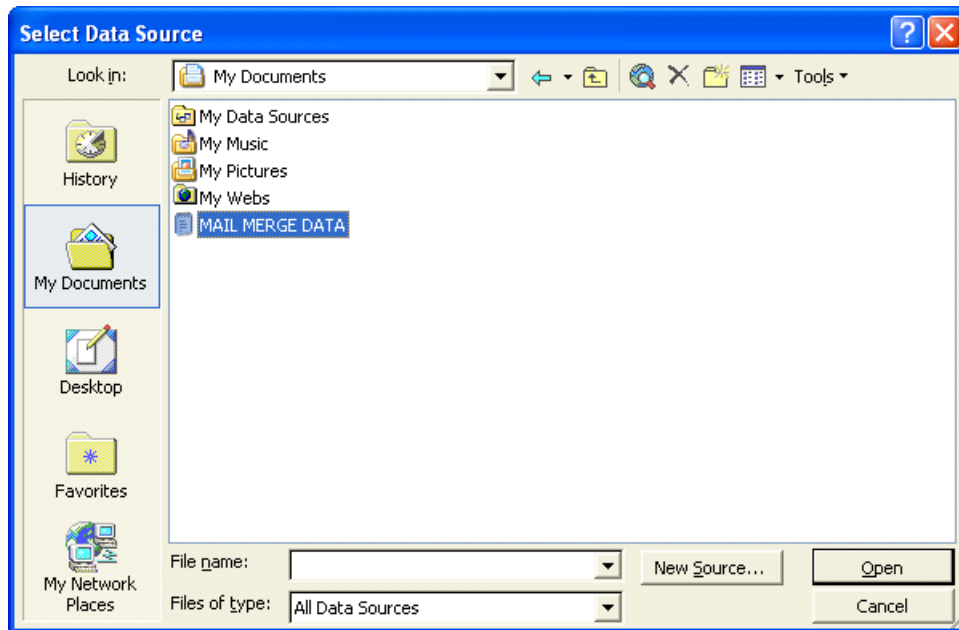 Select Data Source
Look in: My Documents Tools
My Data Sources
My Music
My Pictures
My Webs
MAIL MERGE DATA
History
My Documents
Desktop
Favorites
My Network
Places
File name: New Source... Open
Files of type: All Data Sources Cancel